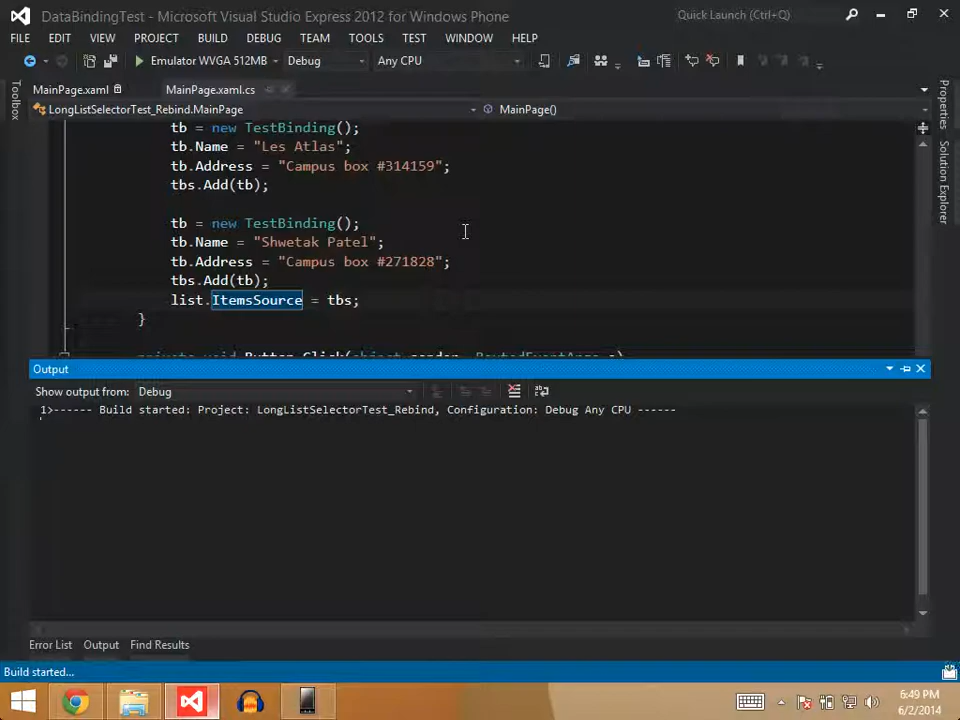 DataBindingTest - Microsoft Visual Studio Express 2012 for Windows Phone
Quick Launch (Ctrl+Q)
FILE EDIT VIEW PROJECT BUILD DEBUG TEAM TOOLS TEST WINDOW HELP
Emulator WVGA 512MB Debug Any CPU
Toolbox
MainPage.xaml MainPage.xaml.cs
LongListSelectorTest_Rebind.MainPage MainPage()
Properties
Solution Explorer
tb = new TestBinding();
tb.Name = "Les Atlas";
tb.Address = "Campus box #314159";
tbs.Add(tb);
tb = new TestBinding();
tb.Name = "Shwetak Patel";
tb.Address = "Campus box #271828";
tbs.Add(tb);
list.ItemsSource = tbs;
}
private void Button_Click(object sender, RoutedEventArgs e)
Output
Show output from: Debug
1>------ Build started: Project: LongListSelectorTest_Rebind, Configuration: Debug Any CPU ------
Error List Output Find Results
Build started...
6:49 PM
6/2/2014